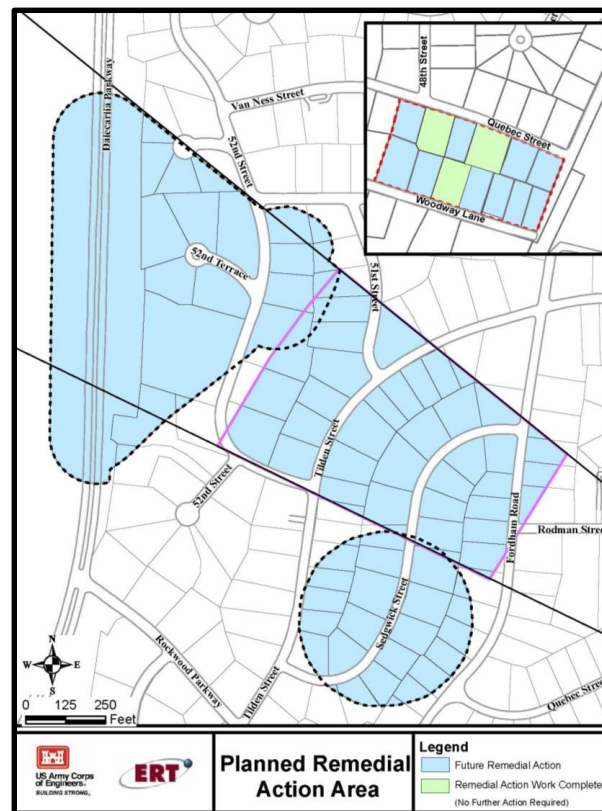 Dalecarlia Parkway
Van Ness Street
52nd Street
52nd Terrace
51st Street
48th Street
Quebec Street
Woodway Lane
Tilden Street
52nd Street
Fordham Road
Rodman Stree
Sedgwick Street
Rockwood Parkway
Tilden Street
Quebec Stree
N
W E
S
0 125 250
Feet
US Army Corps
of Engineers®
BUILDING STRONG®
ERT
Planned Remedial
Action Area
Legend
Future Remedial Action
Remedial Action Work Complete
(No Further Action Required)